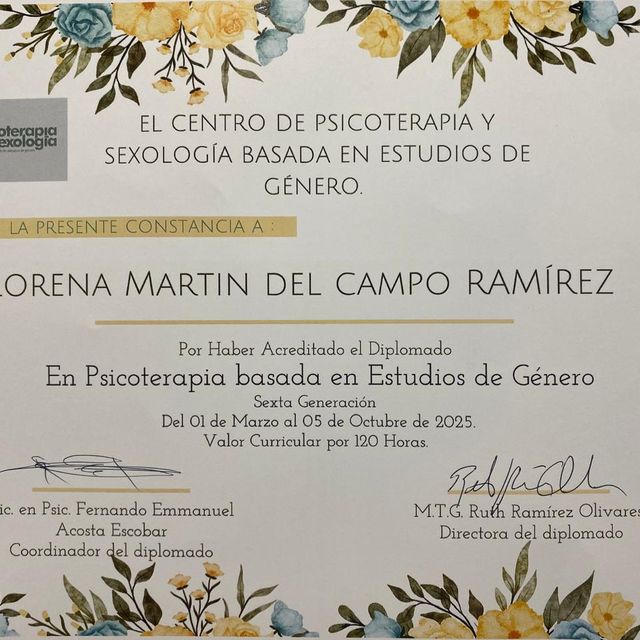 oterapia
exología
EL CENTRO DE PSICOTERAPIA Y
SEXOLOGÍA BASADA EN ESTUDIOS DE
GÉNERO.
LA PRESENTE CONSTANCIA A :
LORENA MARTIN DEL CAMPO RAMÍREZ
Por Haber Acreditado el Diplomado
En Psicoterapia basada en Estudios de Género
Sexta Generación
Del 01 de Marzo al 05 de Octubre de 2025.
Valor Curricular por 120 Horas.
ic. en Psic. Fernando Emmanuel
Acosta Escobar
Coordinador del diplomado
M.T.G. Ruth Ramírez Olivares
Directora del diplomado